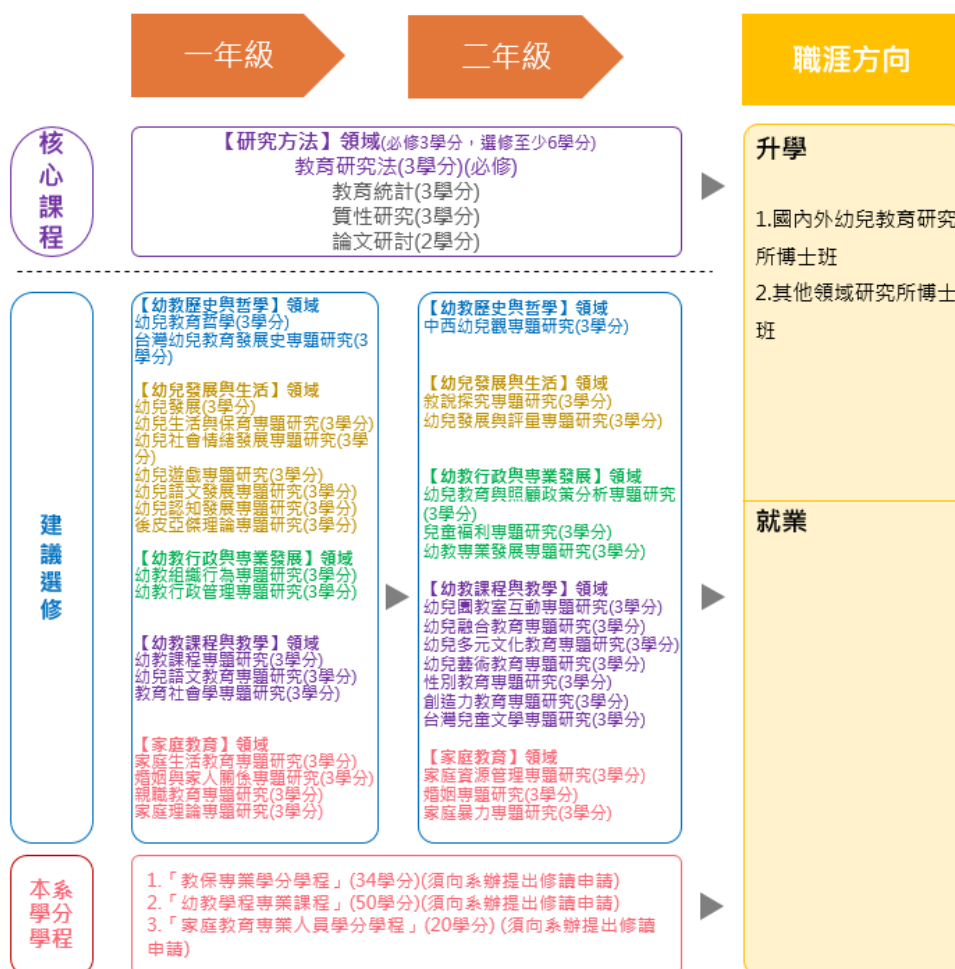 一年級
二年級
職涯方向
核
心
課
程
【研究方法】領域(必修3學分，選修至少6學分)
教育研究法(3學分)(必修)
教育統計(3學分)
質性研究(3學分)
論文研討(2學分)
升學
1.國內外幼兒教育研究
所博士班
2.其他領域研究所博士
班
建
議
選
修
【幼教歷史與哲學】領域
幼兒教育哲學(3學分)
台灣幼兒教育發展史專題研究(3
學分)
【幼兒發展與生活】領域
幼兒發展(3學分)
幼兒生活與保育專題研究(3學分)
幼兒社會情緒發展專題研究(3學
分)
幼兒遊戲專題研究(3學分)
幼兒語文發展專題研究(3學分)
幼兒認知發展專題研究(3學分)
後皮亞傑理論專題研究(3學分)
【幼教行政與專業發展】領域
幼教組織行為專題研究(3學分)
幼教行政管理專題研究(3學分)
【幼教課程與教學】領域
幼教課程專題研究(3學分)
幼兒語文教育專題研究(3學分)
教育社會學專題研究(3學分)
【家庭教育】領域
家庭生活教育專題研究(3學分)
婚姻與家人關係專題研究(3學分)
親職教育專題研究(3學分)
家庭理論專題研究(3學分)
【幼教歷史與哲學】領域
中西幼兒觀專題研究(3學分)
【幼兒發展與生活】領域
敘說探究專題研究(3學分)
幼兒發展與評量專題研究(3學分)
【幼教行政與專業發展】領域
幼兒教育與照顧政策分析專題研究
(3學分)
兒童福利專題研究(3學分)
幼教專業發展專題研究(3學分)
【幼教課程與教學】領域
幼兒園教室互動專題研究(3學分)
幼兒融合教育專題研究(3學分)
幼兒多元文化教育專題研究(3學分)
幼兒藝術教育專題研究(3學分)
性別教育專題研究(3學分)
創造力教育專題研究(3學分)
台灣兒童文學專題研究(3學分)
【家庭教育】領域
家庭資源管理專題研究(3學分)
婚姻專題研究(3學分)
家庭暴力專題研究(3學分)
就業
本系
學分
學程
1.「教保專業學分學程」(34學分)(須向系辦提出修讀申請)
2.「幼教學程專業課程」(50學分)(須向系辦提出修讀申請)
3.「家庭教育專業人員學分學程」(20學分) (須向系辦提出修讀
申請)